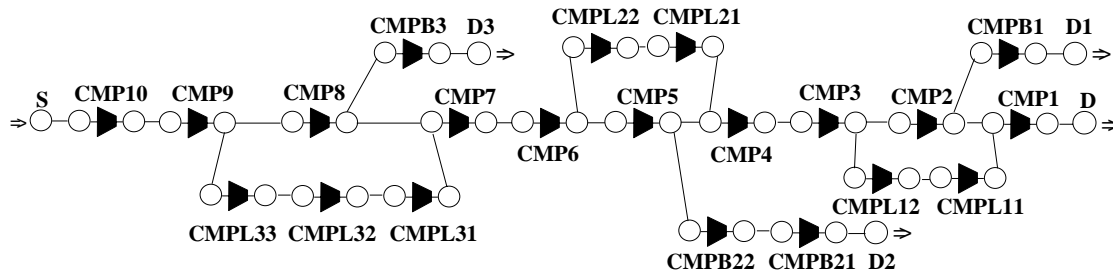 CMPB3 D3
CMPL22 CMPL21
CMPB1 D1
S CMP10 CMP9 CMP8 CMP7 CMP5 CMP3 CMP2 CMP1 D
CMP6 CMP4
CMPL33 CMPL32 CMPL31
CMPL12 CMPL11
CMPB22 CMPB21 D2